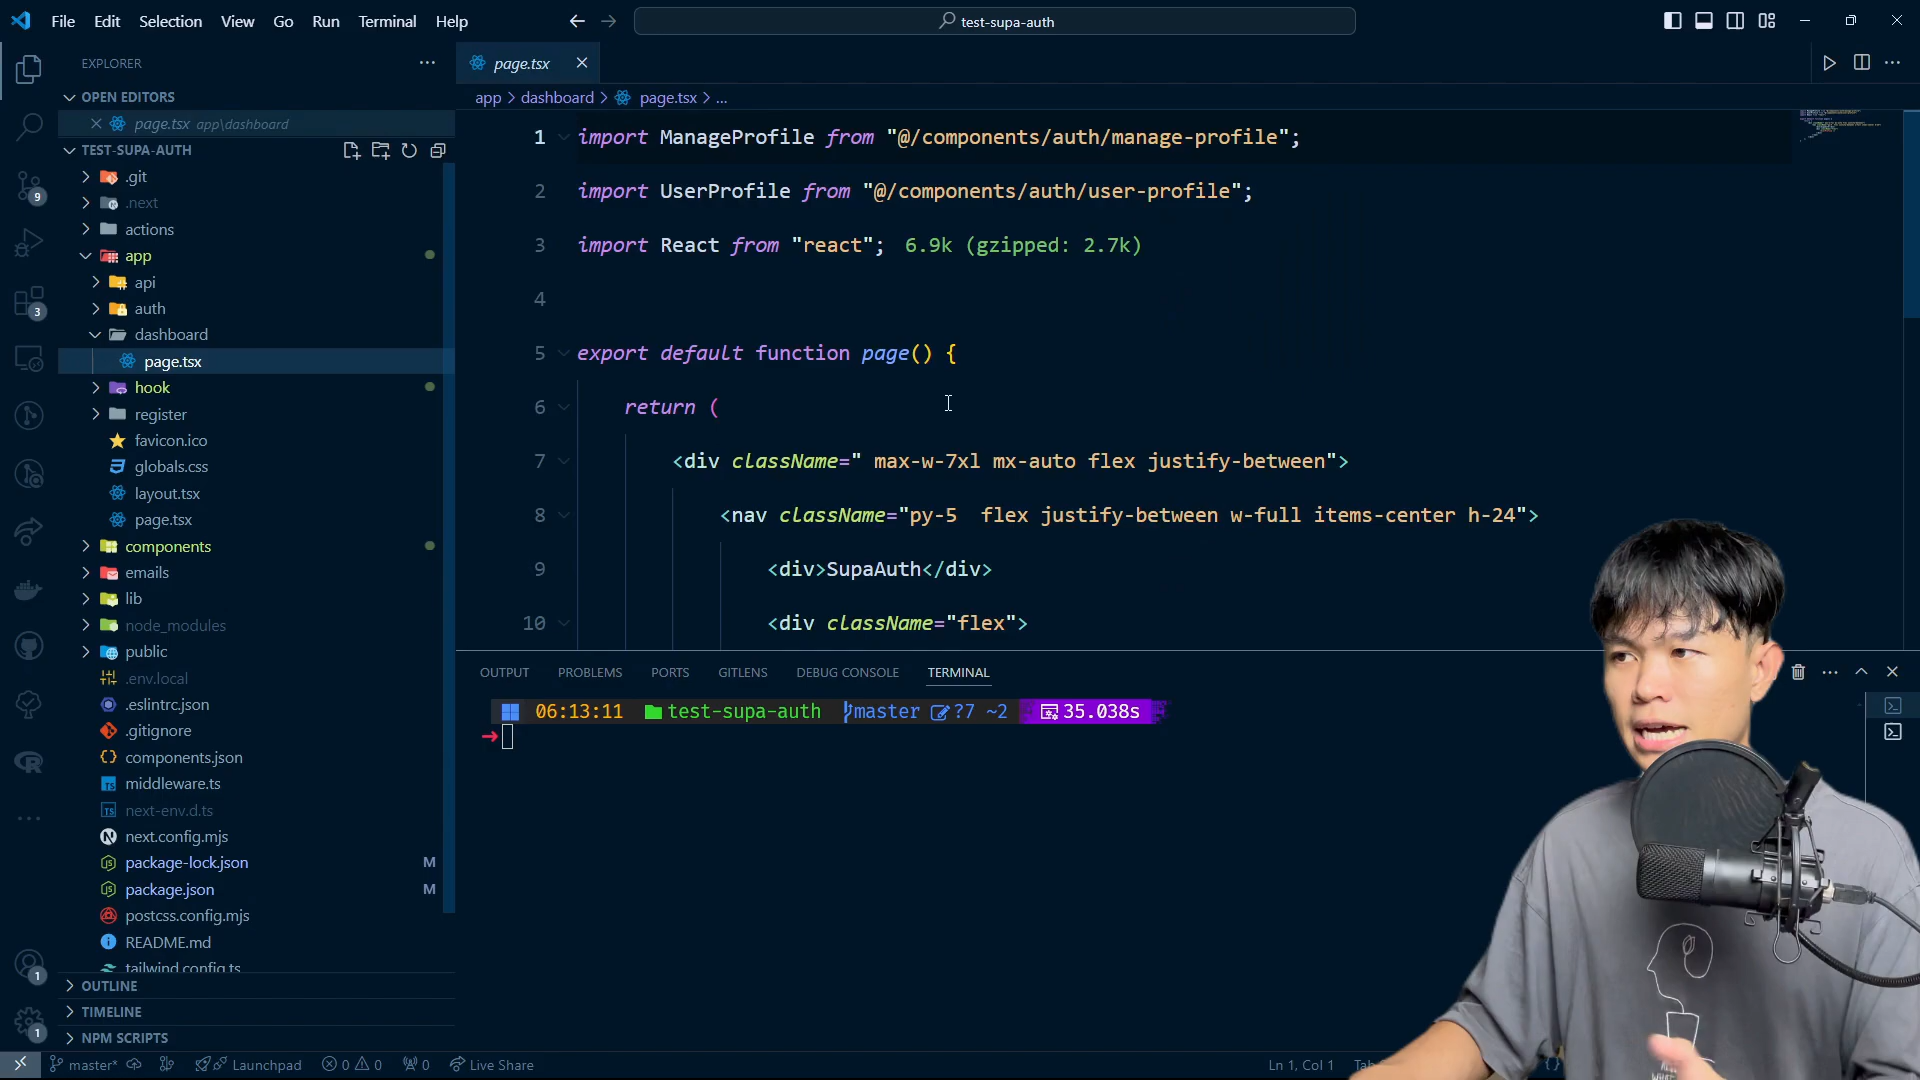 File Edit Selection View Go Run Terminal Help
test-supa-auth
EXPLORER
OPEN EDITORS
page.tsx app\dashboard
TEST-SUPA-AUTH
.git
.next
actions
app
api
auth
dashboard
page.tsx
hook
register
favicon.ico
globals.css
layout.tsx
page.tsx
components
emails
lib
node_modules
public
.env.local
.eslintrc.json
.gitignore
components.json
middleware.ts
next-env.d.ts
next.config.mjs
package-lock.json M
package.json M
postcss.config.mjs
README.md
tailwind.config.ts
OUTLINE
TIMELINE
NPM SCRIPTS
9
3
1
1
page.tsx
app > dashboard > page.tsx > ...
1 import ManageProfile from "@/components/auth/manage-profile";
2 import UserProfile from "@/components/auth/user-profile";
3 import React from "react"; 6.9k (gzipped: 2.7k)
4
5 export default function page() {
6 return (
7 <div className=" max-w-7xl mx-auto flex justify-between">
8 <nav className="py-5  flex justify-between w-full items-center h-24">
9 <div>SupaAuth</div>
10 <div className="flex">
OUTPUT PROBLEMS PORTS GITLENS DEBUG CONSOLE TERMINAL
06:13:11 test-supa-auth master ?7 ~2 35.038s
master* Launchpad 0 0 0 Live Share
Ln 1, Col 1